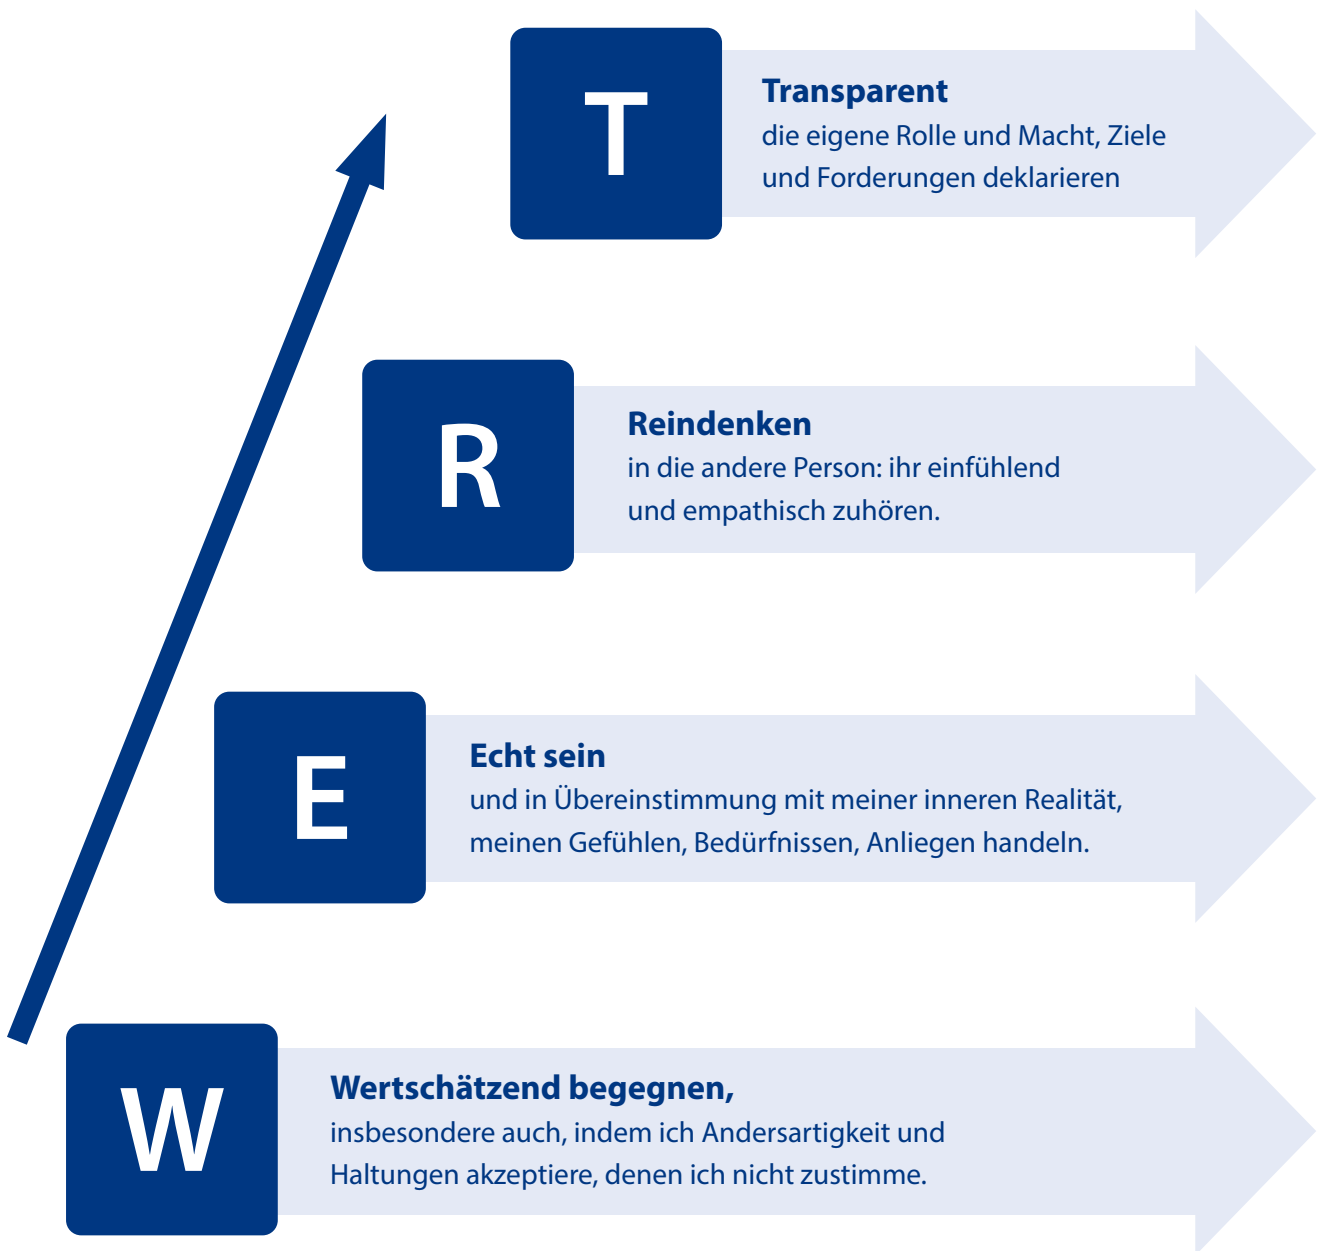 T
Transparent
die eigene Rolle und Macht, Ziele
und Forderungen deklarieren
R
Reindenken
in die andere Person: ihr einfühlend
und empathisch zuhören.
E
Echt sein
und in Übereinstimmung mit meiner inneren Realität,
meinen Gefühlen, Bedürfnissen, Anliegen handeln.
W
Wertschätzend begegnen,
insbesondere auch, indem ich Andersartigkeit und
Haltungen akzeptiere, denen ich nicht zustimme.